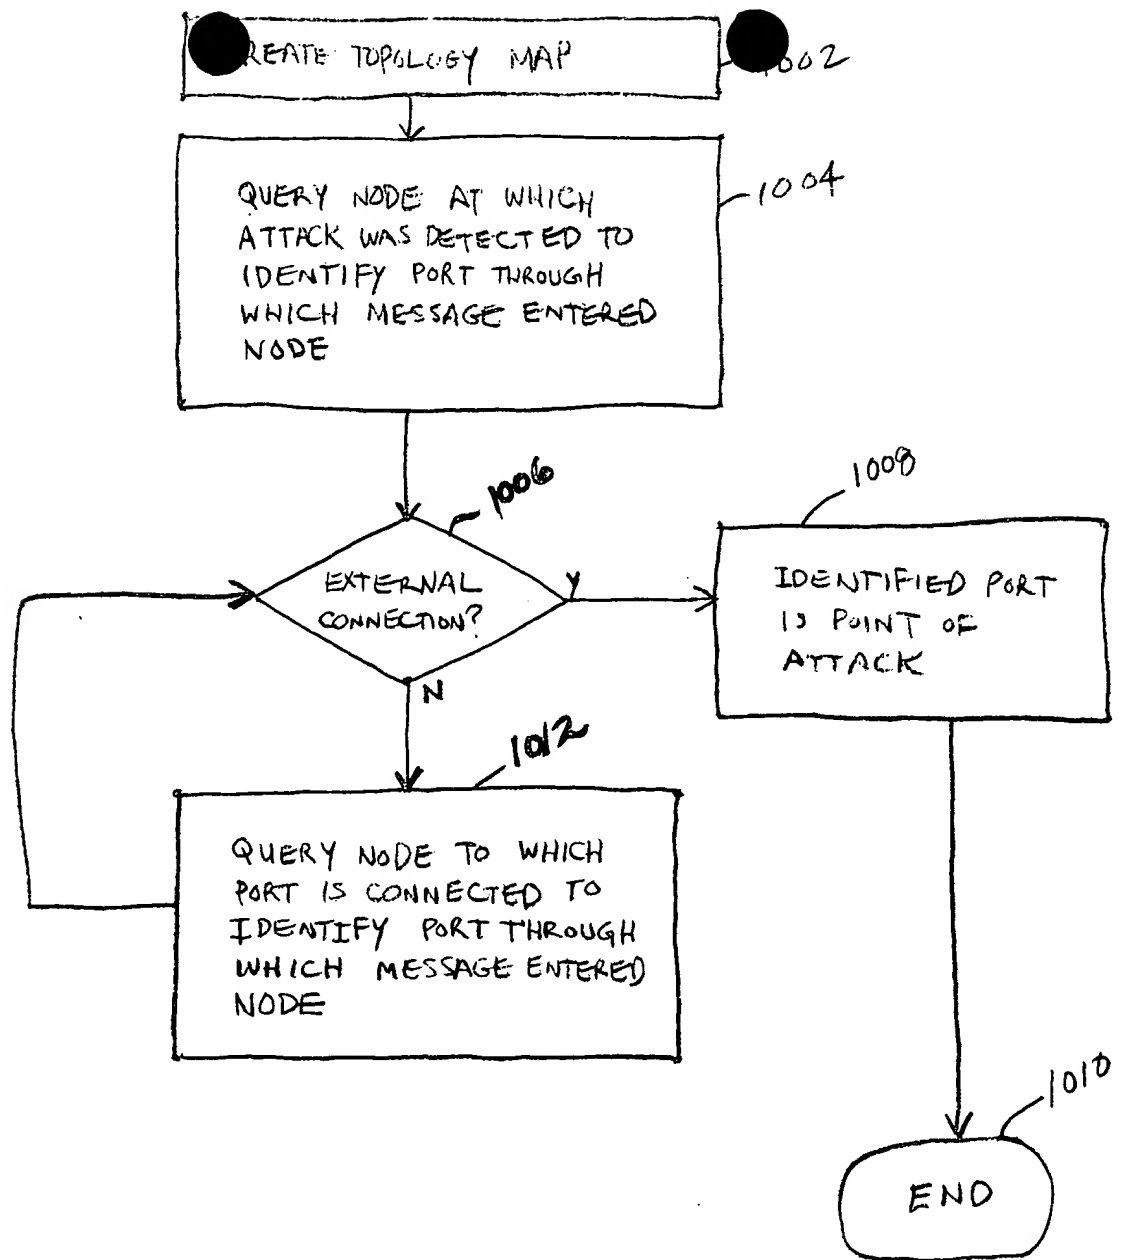 REATE TOPOLOGY MAP
1002
QUERY NODE AT WHICH
ATTACK WAS DETECTED TO
IDENTIFY PORT THROUGH
WHICH MESSAGE ENTERED
NODE
1004
1006
EXTERNAL
CONNECTION?
Y
N
1008
IDENTIFIED PORT
IS POINT OF
ATTACK
1012
QUERY NODE TO WHICH
PORT IS CONNECTED TO
IDENTIFY PORT THROUGH
WHICH MESSAGE ENTERED
NODE
1010
END